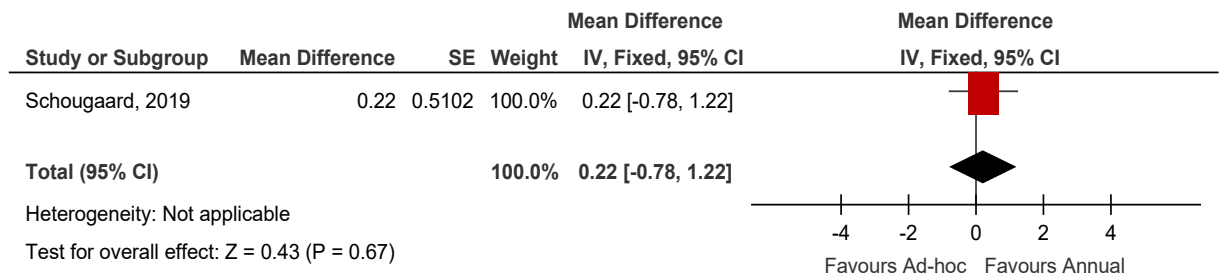 Mean Difference Mean Difference
Study or Subgroup Mean Difference SE Weight IV, Fixed, 95% CI IV, Fixed, 95% CI
Schougaard, 2019 0.22 0.5102 100.0% 0.22 [-0.78, 1.22]
Total (95% CI) 100.0% 0.22 [-0.78, 1.22]
Heterogeneity: Not applicable
Test for overall effect: Z = 0.43 (P = 0.67)
-4 -2 0 2 4
Favours Ad-hoc Favours Annual